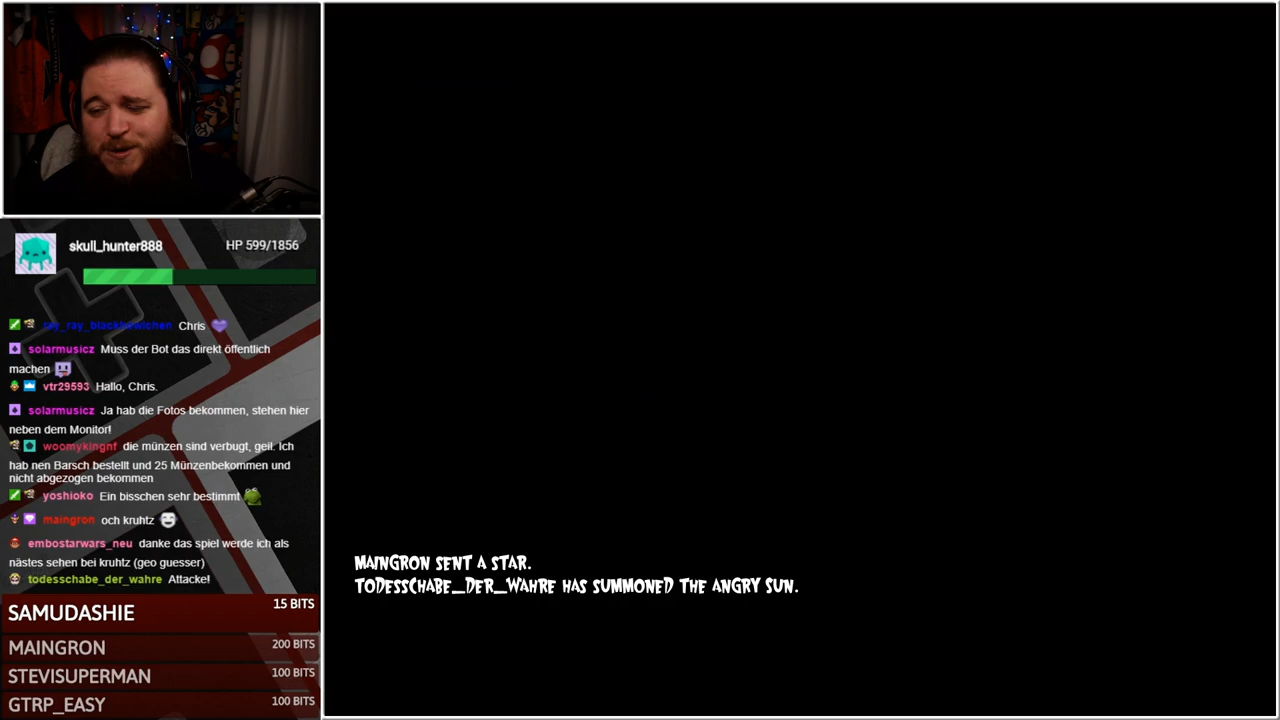 skull_hunter888
HP 599/1856
ray_ray_blackbowlchen Chris
solarmusicz Muss der Bot das direkt öffentlich
machen
vtr29593 Hallo, Chris.
solarmusicz Ja hab die Fotos bekommen, stehen hier
neben dem Monitor!
woomykingnf die münzen sind verbugt, geil. Ich
hab nen Barsch bestellt und 25 Münzenbekommen und
nicht abgezogen bekommen
yoshioko Ein bisschen sehr bestimmt
maingron och kruhtz
embostarwars_neu danke das spiel werde ich als
nästes sehen bei kruhtz (geo guesser)
todesschabe_der_wahre Attacke!
SAMUDASHIE 15 BITS
MAINGRON 200 BITS
STEVISUPERMAN 100 BITS
GTRP_EASY 100 BITS
MAINGRON SENT A STAR.
TODESSCHABE_DER_WAHRE HAS SUMMONED THE ANGRY SUN.